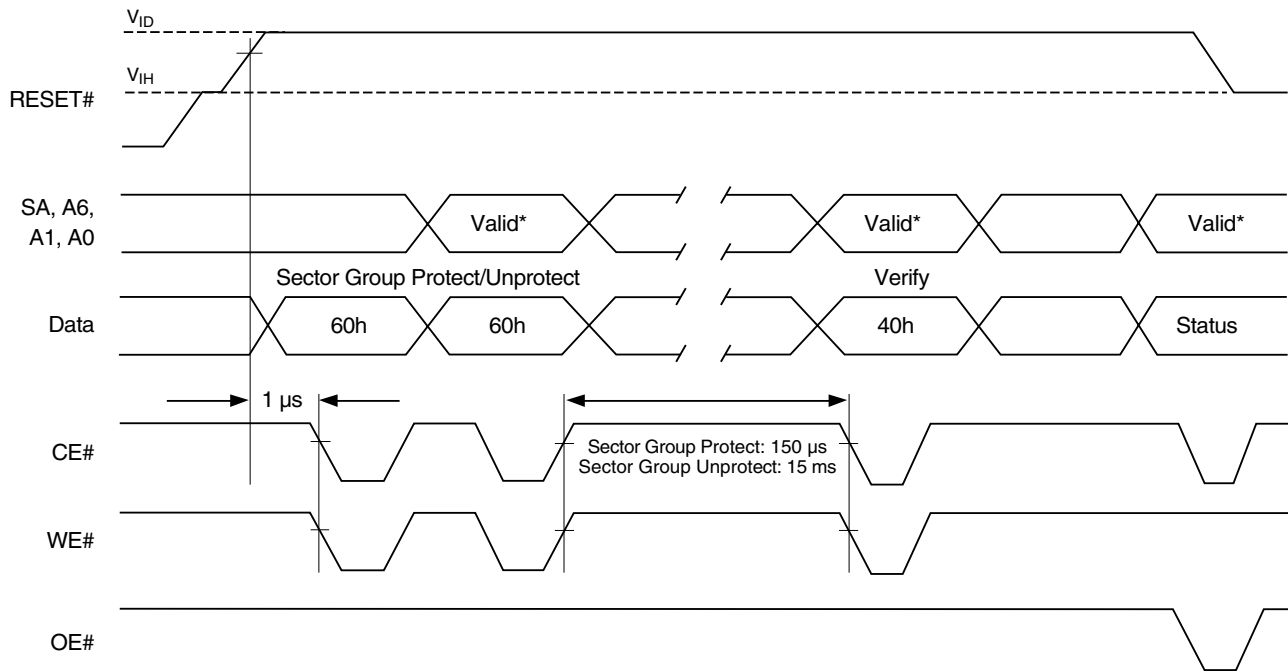 VID
VIH
RESET#
SA, A6,
A1, A0
Valid* Valid* Valid*
Sector Group Protect/Unprotect Verify
Data 60h 60h 40h Status
1 µs
CE#
Sector Group Protect: 150 µs
Sector Group Unprotect: 15 ms
WE#
OE#